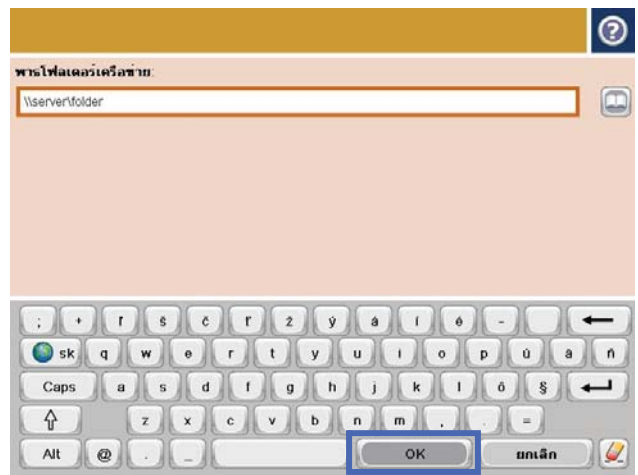 ?
พาธโฟลเดอร์เครือข่าย:
\\server\folder
; + ľ š č ť ž ý á í é -
sk q w e r t y u i o p ú ä ň
Caps a s d f g h j k l ô §
z x c v b n m , . =
Alt @ . _ OK ยกเลิก